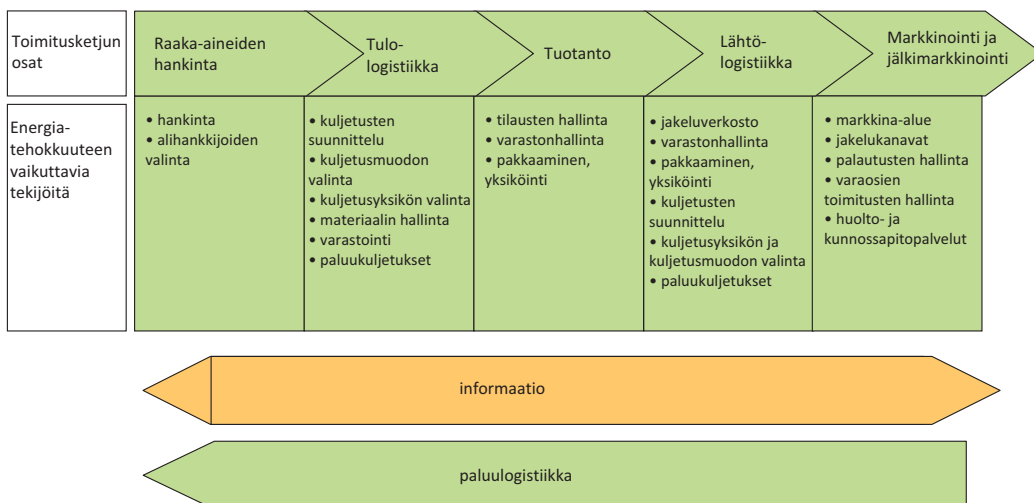 Toimitusketjun
osat
Raaka-aineiden
hankinta
Tulo-
logistiikka
Tuotanto
Lähtö-
logistiikka
Markkinointi ja
jälkimarkkinointi
Energia-
tehokkuuteen
vaikuttavia
tekijöitä
• hankinta
• alihankkijoiden
valinta
• kuljetusten
suunnittelu
• kuljetusmuodon
valinta
• kuljetusyksikön valinta
• materiaalin hallinta
• varastointi
• paluukuljetukset
• tilausten hallinta
• varastonhallinta
• pakkaaminen,
yksiköinti
• jakeluverkosto
• varastonhallinta
• pakkaaminen,
yksiköinti
• kuljetusten
suunnittelu
• kuljetusyksikön ja
kuljetusmuodon valinta
• paluukuljetukset
• markkina-alue
• jakelukanavat
• palautusten hallinta
• varaosien
toimitusten hallinta
• huolto- ja
kunnossapitopalvelut
informaatio
paluulogistiikka